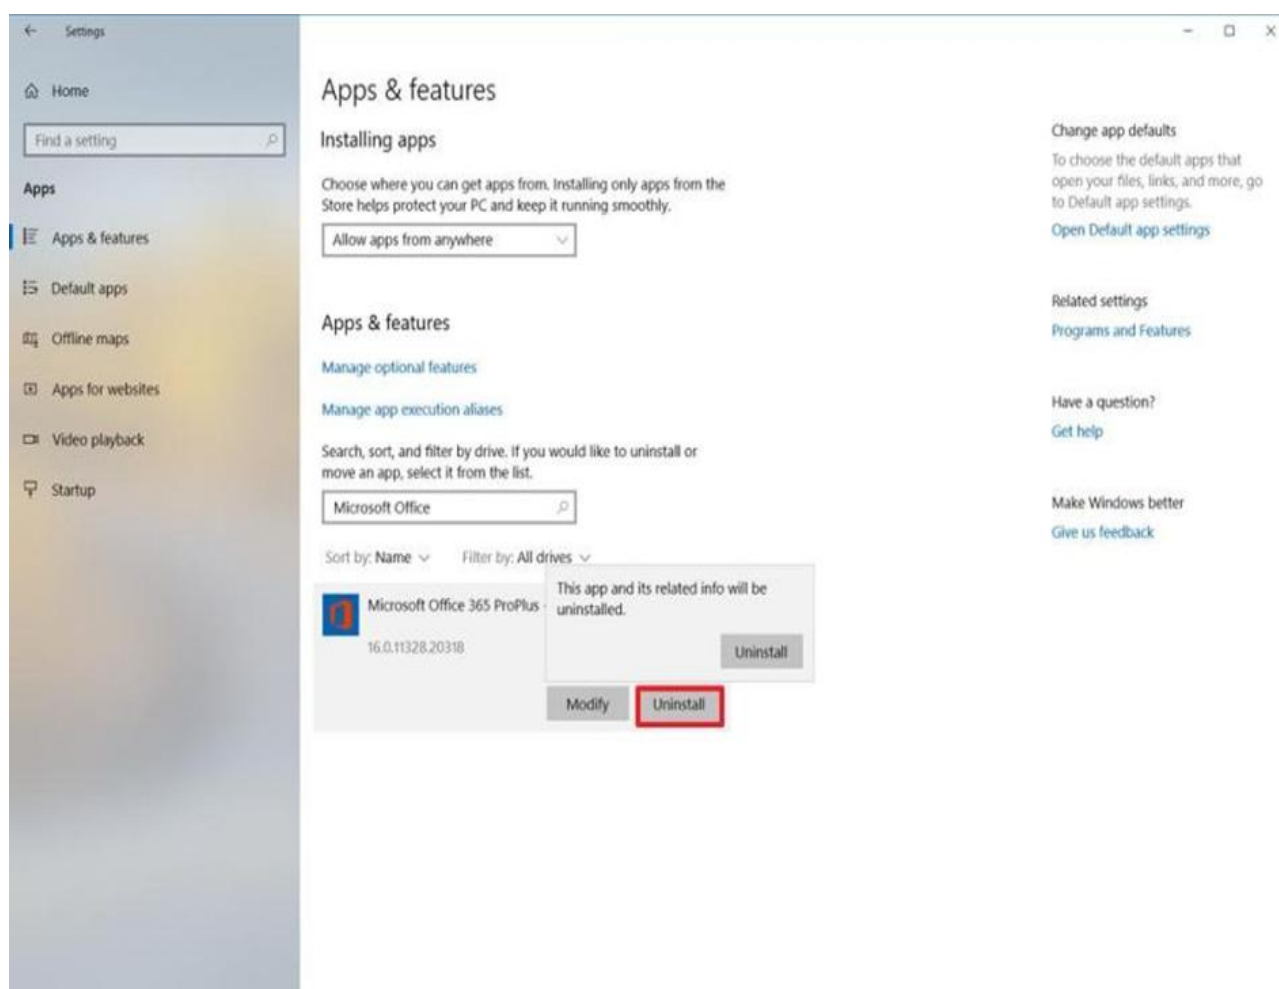 Settings
Home
Find a setting
Apps
Apps & features
Default apps
Offline maps
Apps for websites
Video playback
Startup
Apps & features
Installing apps
Choose where you can get apps from. Installing only apps from the
Store helps protect your PC and keep it running smoothly.
Allow apps from anywhere
Apps & features
Manage optional features
Manage app execution aliases
Search, sort, and filter by drive. If you would like to uninstall or
move an app, select it from the list.
Microsoft Office
Sort by: Name Filter by: All drives
Microsoft Office 365 ProPlus -
16.0.11328.20318
This app and its related info will be
uninstalled.
Uninstall
Modify Uninstall
Change app defaults
To choose the default apps that
open your files, links, and more, go
to Default app settings.
Open Default app settings
Related settings
Programs and Features
Have a question?
Get help
Make Windows better
Give us feedback